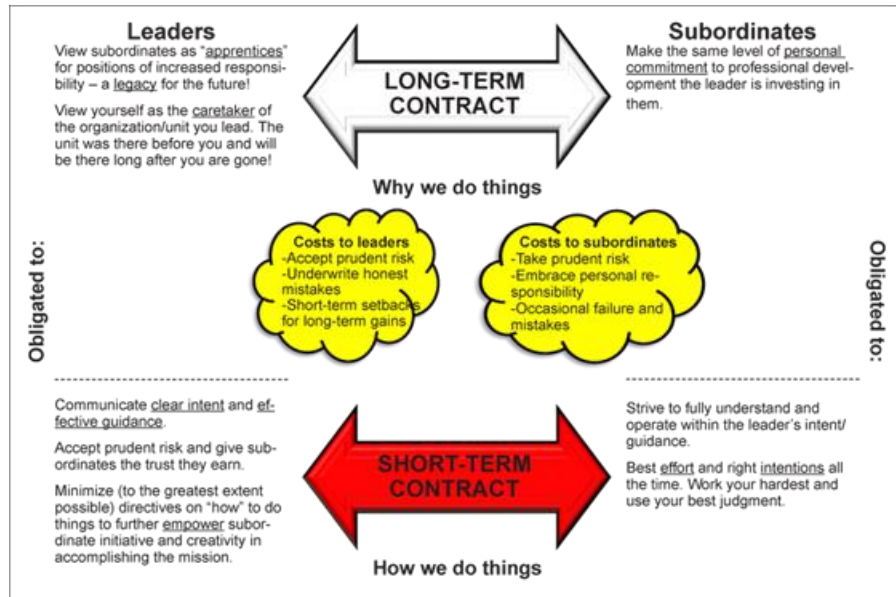 Leaders
View subordinates as “apprentices”
for positions of increased responsi-
bility – a legacy for the future!
View yourself as the caretaker of
the organization/unit you lead. The
unit was there before you and will
be there long after you are gone!
LONG-TERM
CONTRACT
Why we do things
Subordinates
Make the same level of personal
commitment to professional devel-
opment the leader is investing in
them.
Obligated to:
Costs to leaders
-Accept prudent risk
-Underwrite honest
mistakes
-Short-term setbacks
for long-term gains
Costs to subordinates
-Take prudent risk
-Embrace personal re-
sponsibility
-Occasional failure and
mistakes
Obligated to:
Communicate clear intent and ef-
fective guidance.
Accept prudent risk and give sub-
ordinates the trust they earn.
Minimize (to the greatest extent
possible) directives on “how” to do
things to further empower subor-
dinate initiative and creativity in
accomplishing the mission.
SHORT-TERM
CONTRACT
How we do things
Strive to fully understand and
operate within the leader’s intent/
guidance.
Best effort and right intentions all
the time. Work your hardest and
use your best judgment.